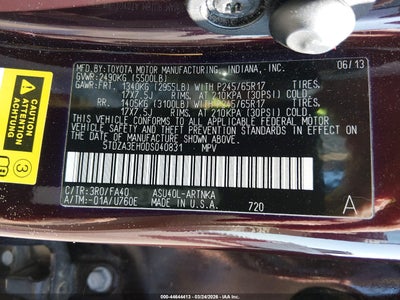 MFD.BY:TOYOTA MOTOR MANUFACTURING, INDIANA, INC. 06/13
GVWR:2490KG (5500LB)
GAWR:FRT. 1340KG (2955LB) WITH P245/65R17 TIRES.
17X7.5J RIMS. AT 210KPA (30PSI) COLD
RR. 1405KG (3100LB) WITH P245/65R17 TIRES.
17X7.5J RIMS. AT 210KPA (30PSI) COLD
THIS VEHICLE CONFORMS TO ALL APPLICABLE FEDERAL MOTOR
VEHICLE SAFETY AND THEFT PREVENTION STANDARDS IN
EFFECT ON THE DATE OF MANUFACTURE SHOWN ABOVE.
5TDZA3EH0DS040831 MPV
C/TR:3R0/FA40 ASU40L-ARTNKA
A/TM:-01A/U760E MADE IN U.S.A. 720 A
3
IN: 000-44644413 | 03/24/2026 - IAA